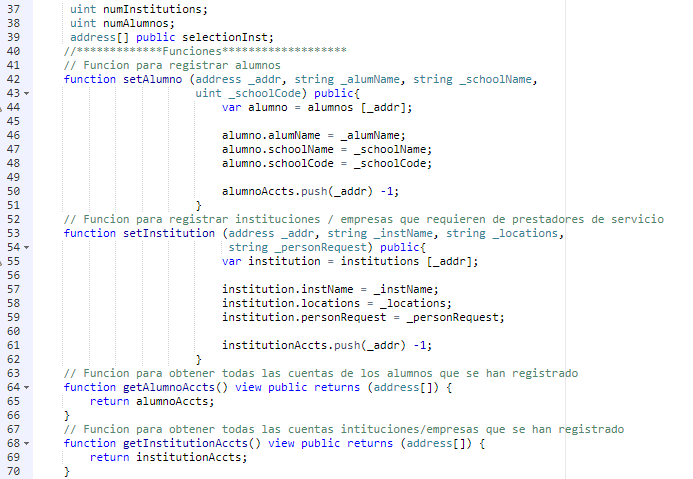 37 uint numInstitutions;
38 uint numAlumnos;
39 address[] public selectionInst;
40 //*************Funciones*******************
41 // Funcion para registrar alumnos
42 function setAlumno (address _addr, string _alumName, string _schoolName,
43 uint _schoolCode) public{
44 var alumno = alumnos [_addr];
45
46 alumno.alumName = _alumName;
47 alumno.schoolName = _schoolName;
48 alumno.schoolCode = _schoolCode;
49
50 alumnoAccts.push(_addr) -1;
51 }
52 // Funcion para registrar instituciones / empresas que requieren de prestadores de servicio
53 function setInstitution (address _addr, string _instName, string _locations,
54 string _personRequest) public{
55 var institution = institutions [_addr];
56
57 institution.instName = _instName;
58 institution.locations = _locations;
59 institution.personRequest = _personRequest;
60
61 institutionAccts.push(_addr) -1;
62 }
63 // Funcion para obtener todas las cuentas de los alumnos que se han registrado
64 function getAlumnoAccts() view public returns (address[]) {
65 return alumnoAccts;
66 }
67 // Funcion para obtener todas las cuentas intituciones/empresas que se han registrado
68 function getInstitutionAccts() view public returns (address[]) {
69 return institutionAccts;
70 }